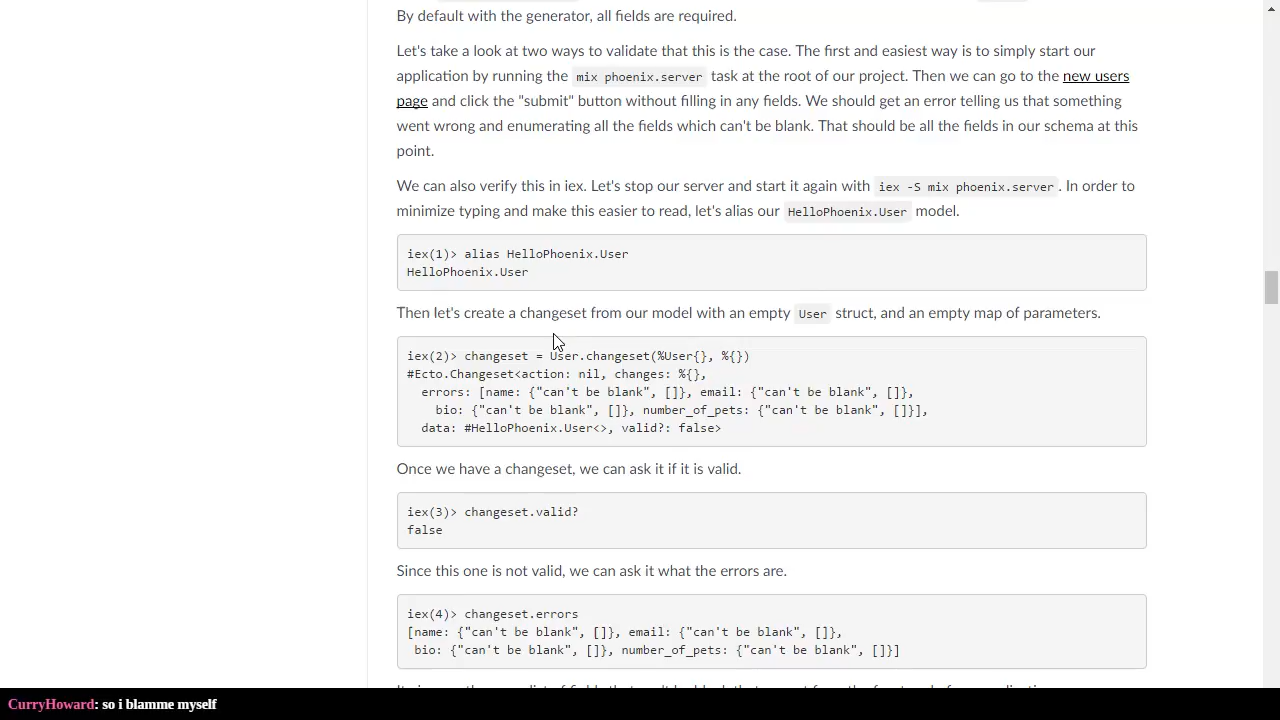 By default with the generator, all fields are required.
Let's take a look at two ways to validate that this is the case. The first and easiest way is to simply start our
application by running the mix phoenix.server task at the root of our project. Then we can go to the new users
page and click the "submit" button without filling in any fields. We should get an error telling us that something
went wrong and enumerating all the fields which can't be blank. That should be all the fields in our schema at this
point.
We can also verify this in iex. Let's stop our server and start it again with iex -S mix phoenix.server. In order to
minimize typing and make this easier to read, let's alias our HelloPhoenix.User model.
iex(1)> alias HelloPhoenix.User
HelloPhoenix.User
Then let's create a changeset from our model with an empty User struct, and an empty map of parameters.
iex(2)> changeset = User.changeset(%User{}, %{})
#Ecto.Changeset<action: nil, changes: %{},
errors: [name: {"can't be blank", []}, email: {"can't be blank", []},
bio: {"can't be blank", []}, number_of_pets: {"can't be blank", []}],
data: #HelloPhoenix.User<>, valid?: false>
Once we have a changeset, we can ask it if it is valid.
iex(3)> changeset.valid?
false
Since this one is not valid, we can ask it what the errors are.
iex(4)> changeset.errors
[name: {"can't be blank", []}, email: {"can't be blank", []},
bio: {"can't be blank", []}, number_of_pets: {"can't be blank", []}]
CurryHoward: so i blamme myself